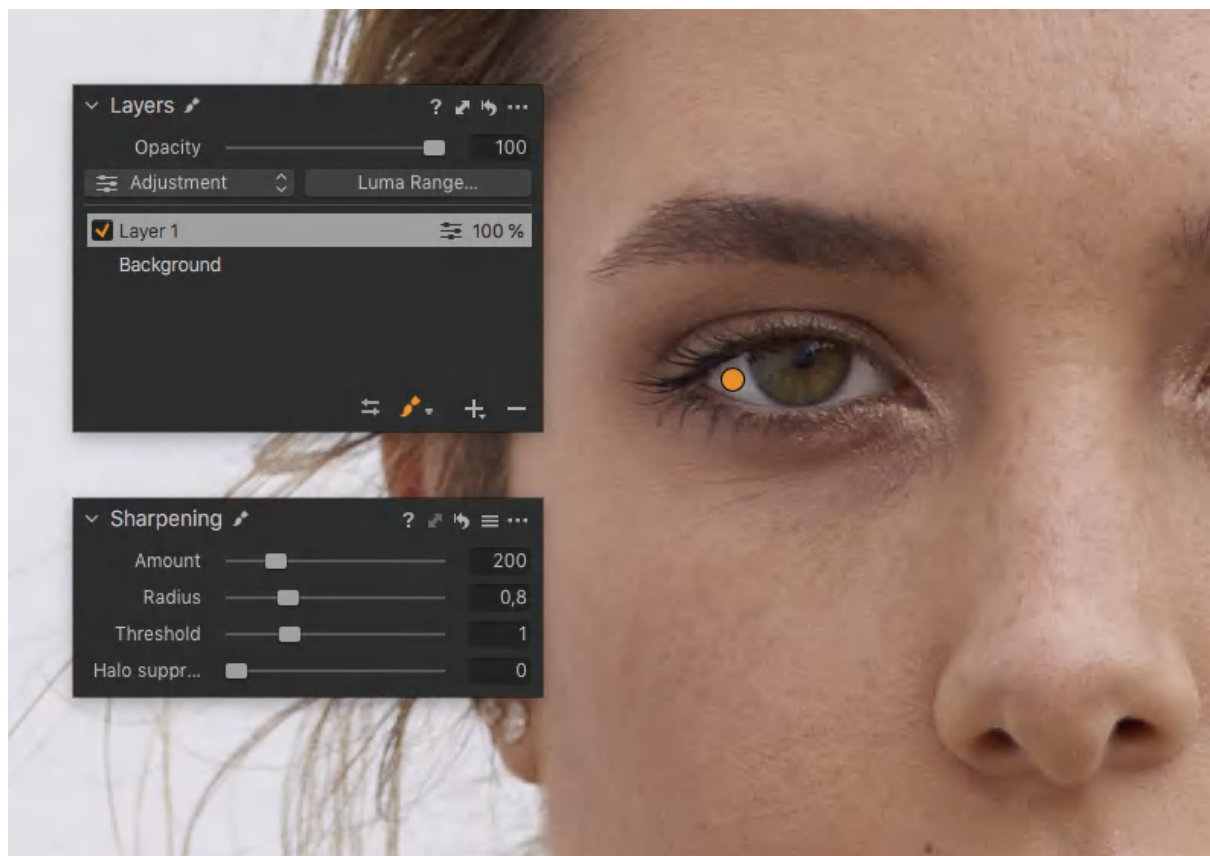 Layers
?
Opacity 100
Adjustment Luma Range...
Layer 1 100 %
Background
Sharpening
?
Amount 200
Radius 0,8
Threshold 1
Halo suppr... 0